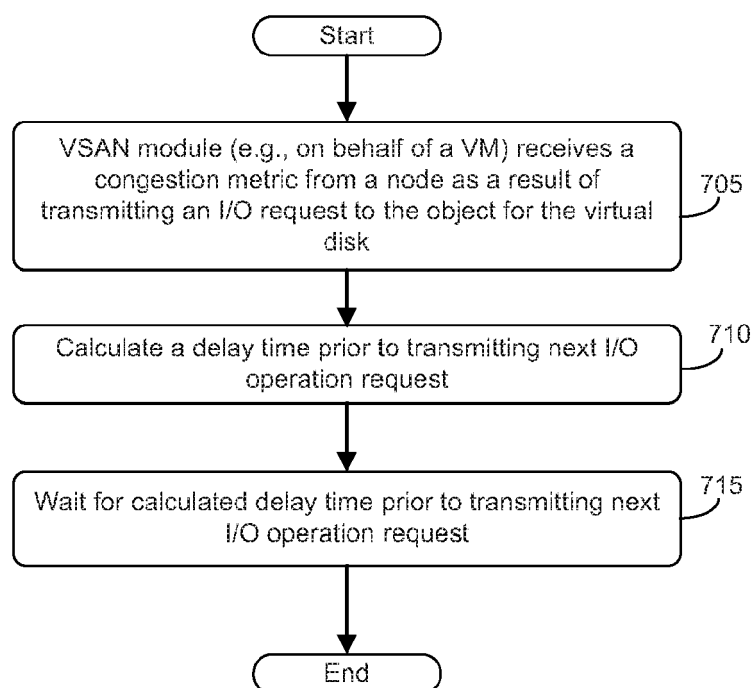 Start
VSAN module (e.g., on behalf of a VM) receives a
congestion metric from a node as a result of
transmitting an I/O request to the object for the virtual
disk
705
Calculate a delay time prior to transmitting next I/O
operation request
710
Wait for calculated delay time prior to transmitting next
I/O operation request
715
End